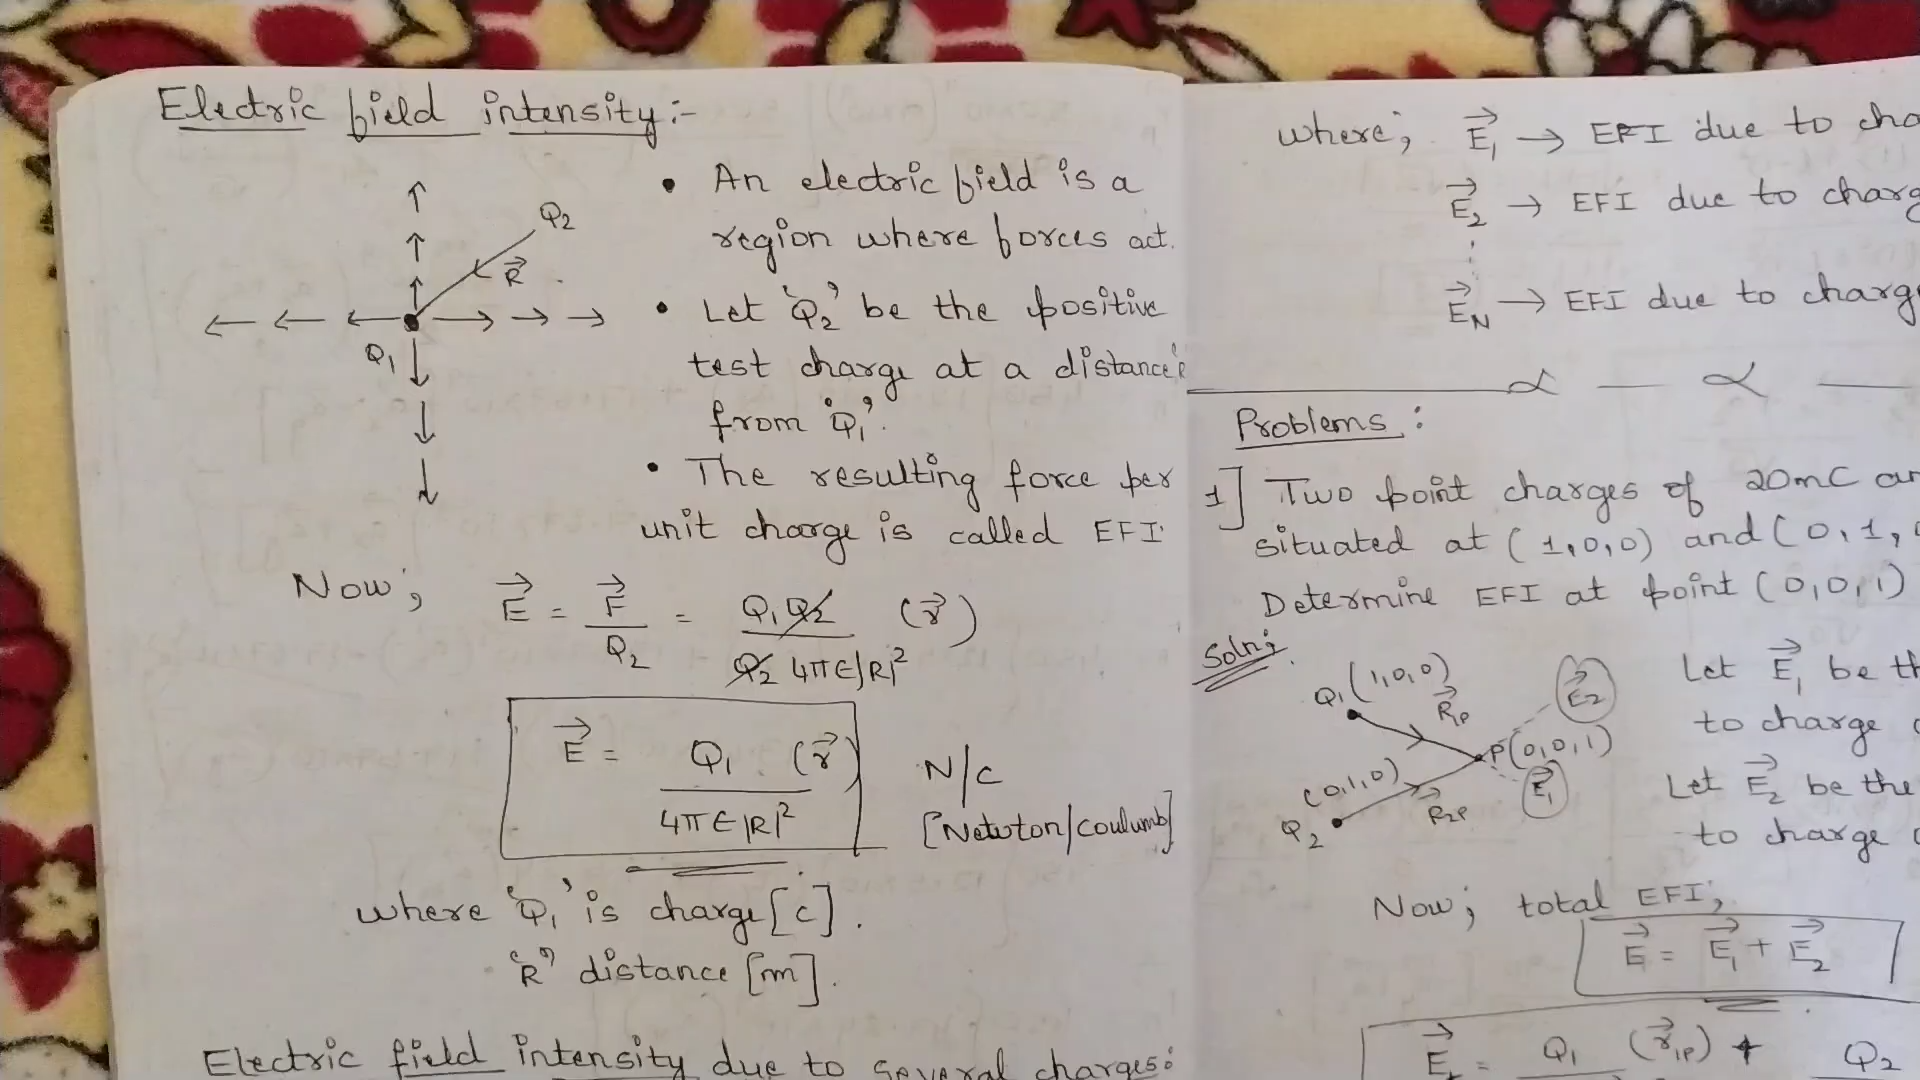 Electric field intensity:-
Q2
R
Q1
• An electric field is a
region where forces act.
• Let 'Q2' be the positive
test charge at a distance 'R
from 'Q1'.
• The resulting force per
unit charge is called EFI.
Now; E = F/Q2 = Q1Q2/Q2 4π∈|R|² (r)
E = Q1/4π∈|R|² (r) N/C
[Newton/coulumb]
where 'Q1' is charge [c].
'R' distance [m].
Electric field intensity due to several charges:
where; E1 → EFI due to cha
E2 → EFI due to charg
EN → EFI due to charg
Problems:
1] Two point charges of 20mC an
situated at (1,0,0) and (0,1,
Determine EFI at point (0,0,1)
Soln;
Q1(1,0,0)
R1P
E2
P(0,0,1)
E1
(0,1,0)
R2P
Q2
Let E1 be th
to charge
Let E2 be the
to charge
Now; total EFI;
E = E1 + E2
E = Q1 (r1P) + Q2